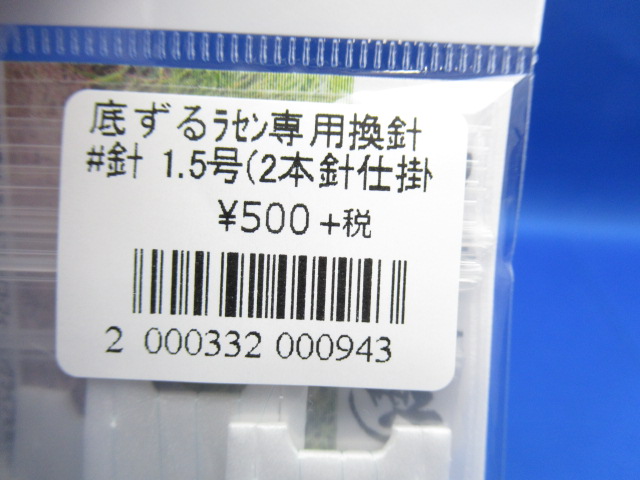 底ずるﾗｾﾝ専用換針
#針 1.5号(2本針仕掛
¥500 +税
2 000332 000943